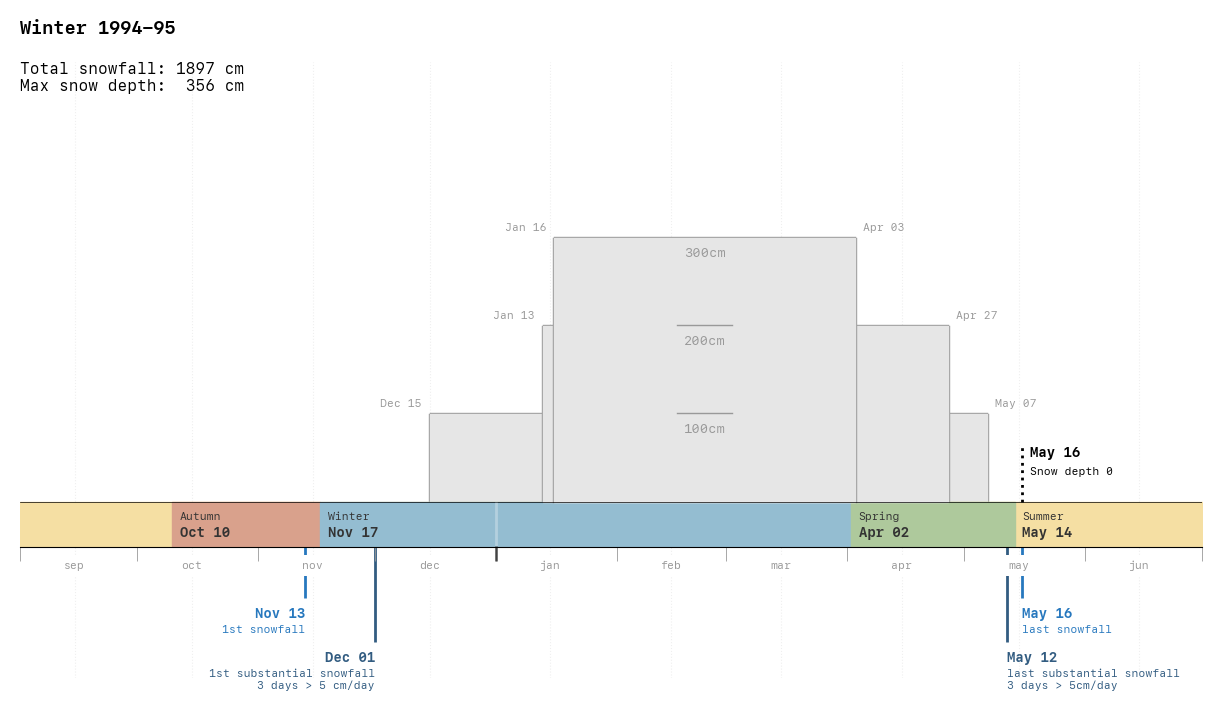 Winter 1994–95
Total snowfall: 1897 cm
Max snow depth:  356 cm
Jan 16
Apr 03
300cm
Jan 13
Apr 27
200cm
Dec 15
May 07
100cm
May 16
Snow depth 0
Autumn
Oct 10
Winter
Nov 17
Spring
Apr 02
Summer
May 14
sep oct nov dec jan feb mar apr may jun
Nov 13
1st snowfall
May 16
last snowfall
Dec 01
1st substantial snowfall
3 days > 5 cm/day
May 12
last substantial snowfall
3 days > 5cm/day